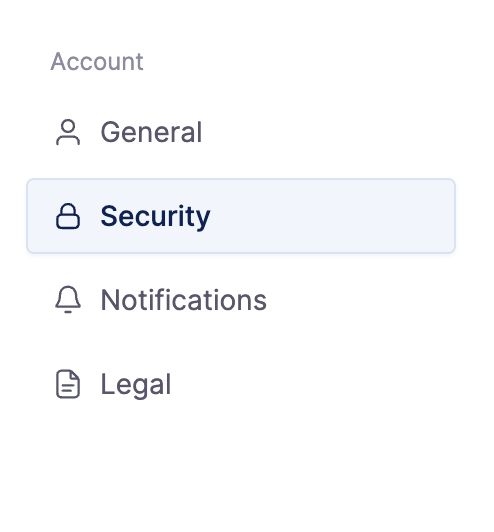 Account
General
Security
Notifications
Legal